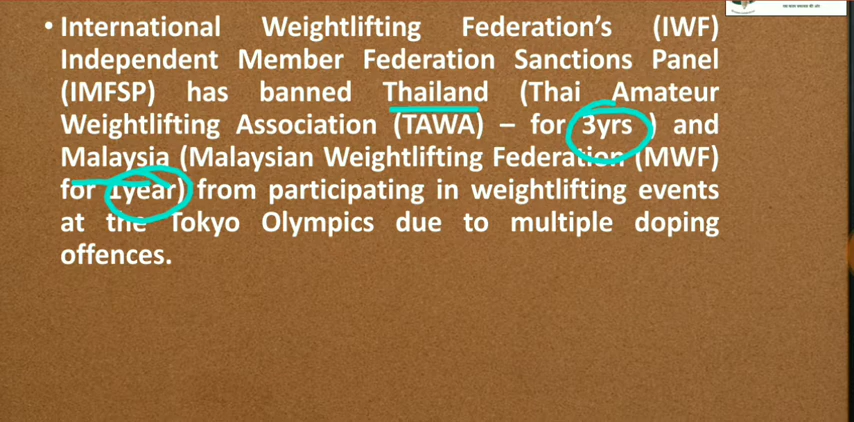 • International Weightlifting Federation’s (IWF)
Independent Member Federation Sanctions Panel
(IMFSP) has banned Thailand (Thai Amateur
Weightlifting Association (TAWA) – for 3yrs ) and
Malaysia (Malaysian Weightlifting Federation (MWF)
for 1year) from participating in weightlifting events
at the Tokyo Olympics due to multiple doping
offences.